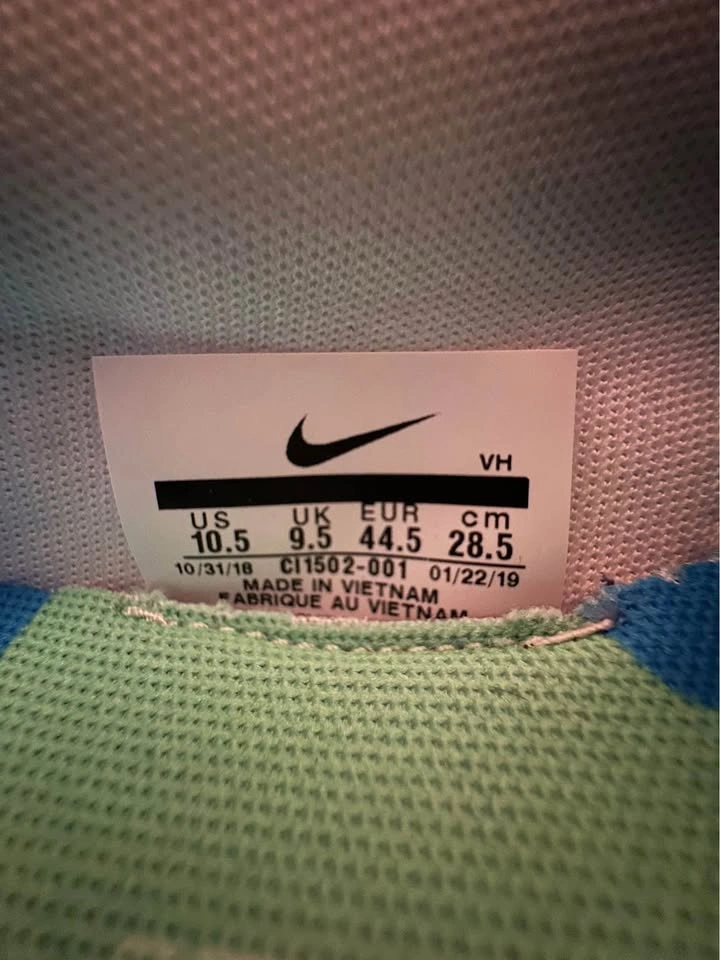 VH
US UK EUR cm
10.5 9.5 44.5 28.5
10/31/18 CI1502-001 01/22/19
MADE IN VIETNAM
FABRIQUE AU VIETNAM